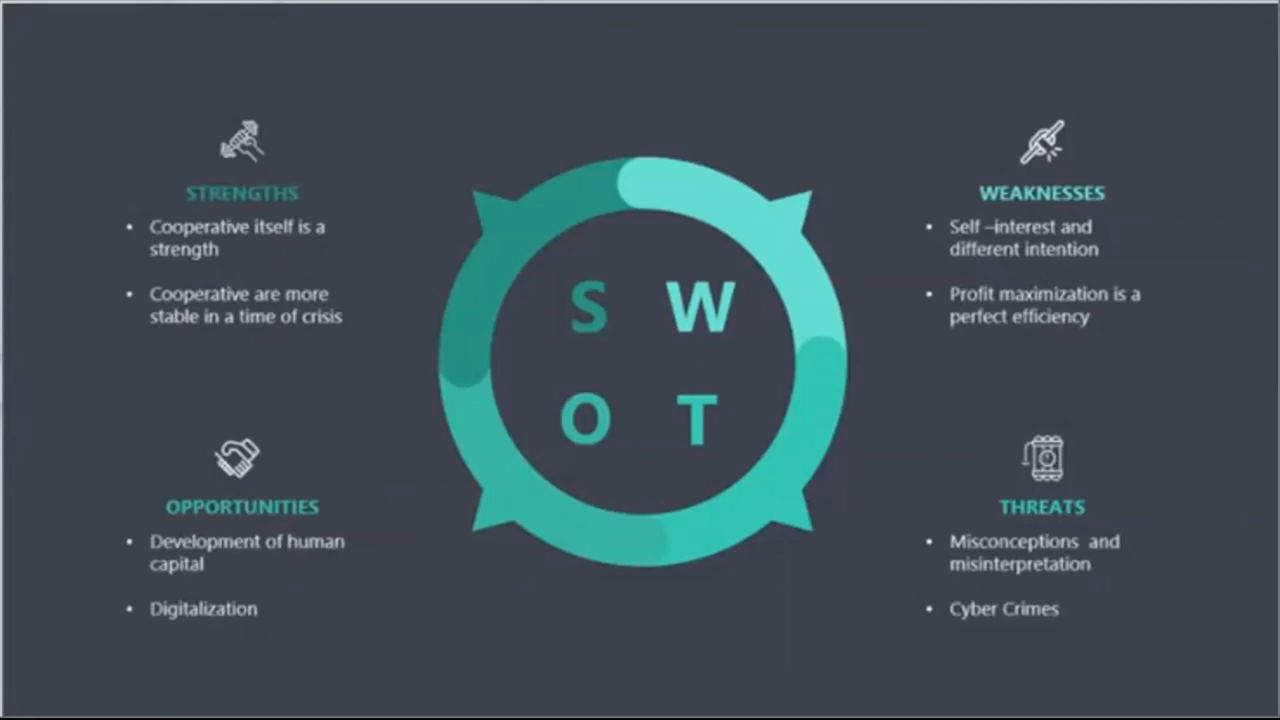 STRENGTHS
• Cooperative itself is a
strength
• Cooperative are more
stable in a time of crisis
WEAKNESSES
• Self –interest and
different intention
• Profit maximization is a
perfect efficiency
S W
O T
OPPORTUNITIES
• Development of human
capital
• Digitalization
THREATS
• Misconceptions and
misinterpretation
• Cyber Crimes